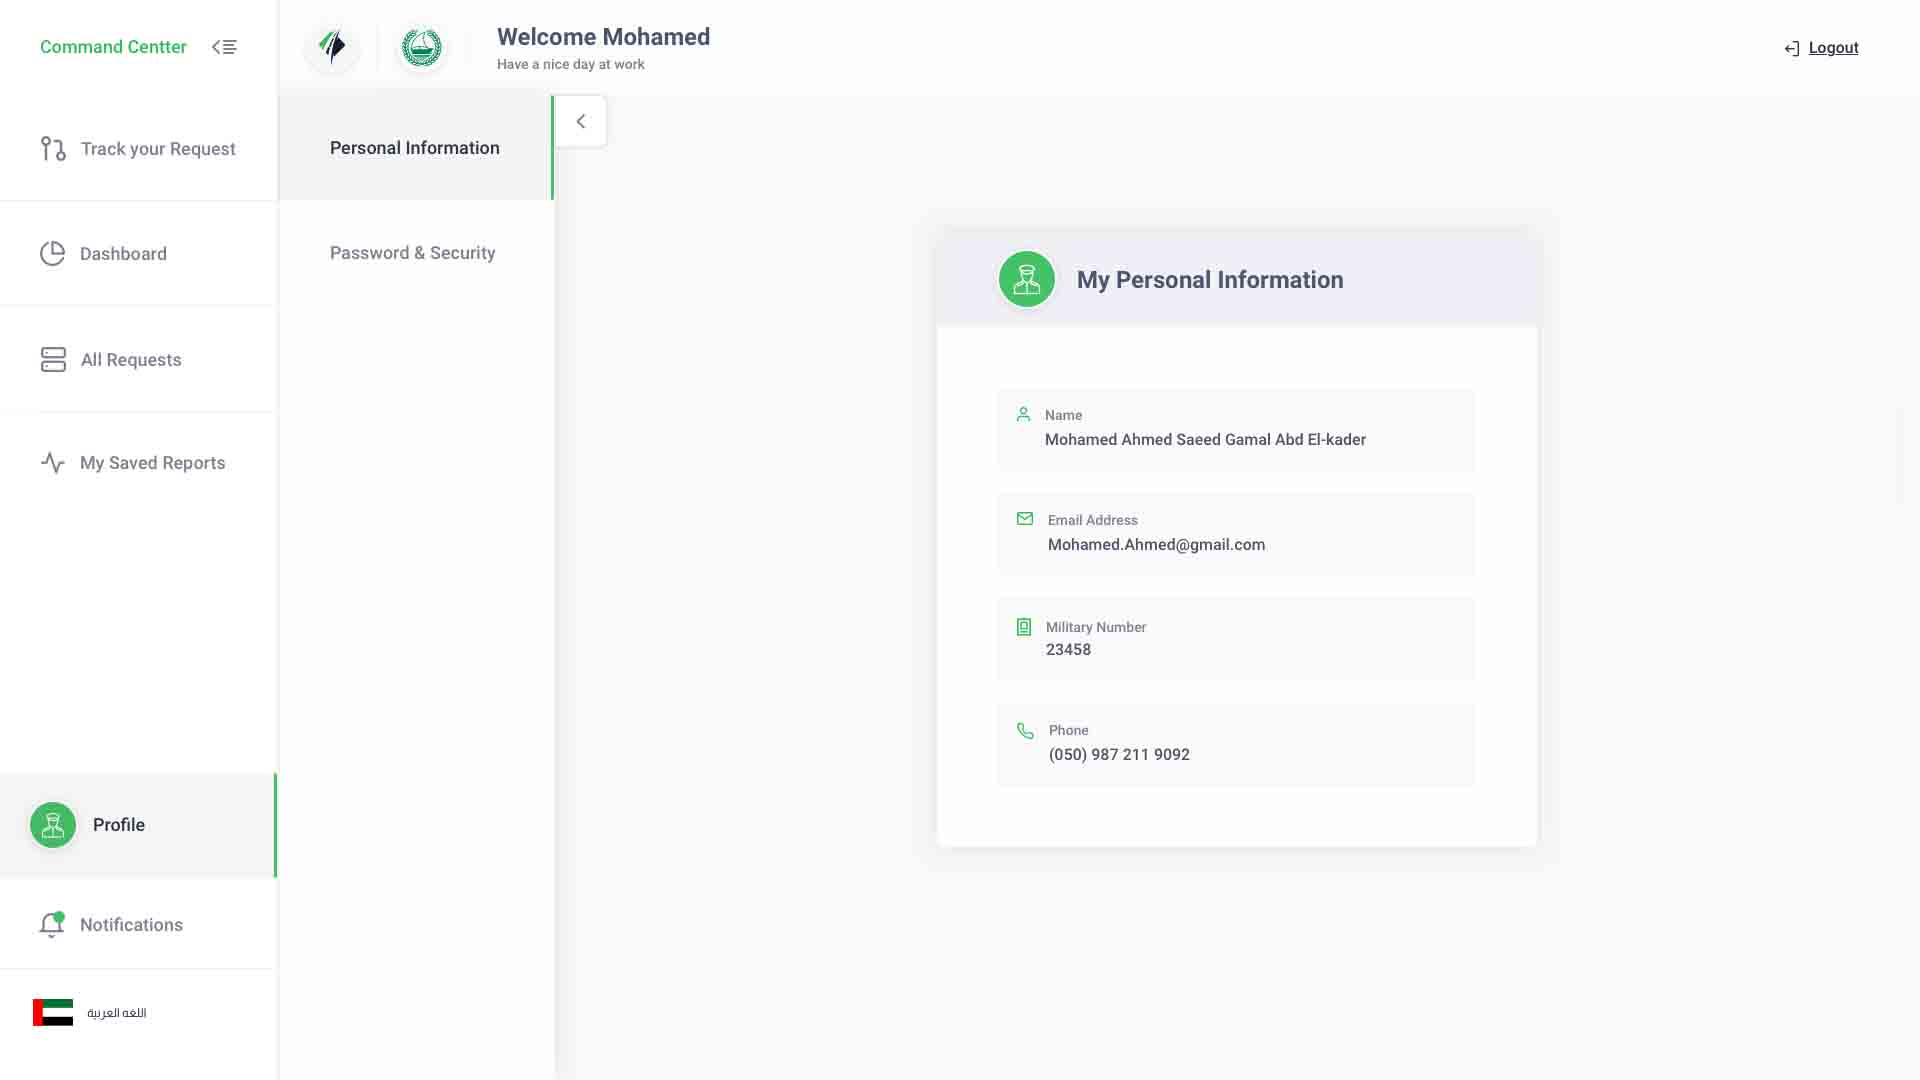 Command Centter
Welcome Mohamed
Have a nice day at work
Logout
Track your Request
Dashboard
All Requests
My Saved Reports
Profile
Notifications
اللغه العربية
Personal Information
Password & Security
My Personal Information
Name
Mohamed Ahmed Saeed Gamal Abd El-kader
Email Address
Mohamed.Ahmed@gmail.com
Military Number
23458
Phone
(050) 987 211 9092